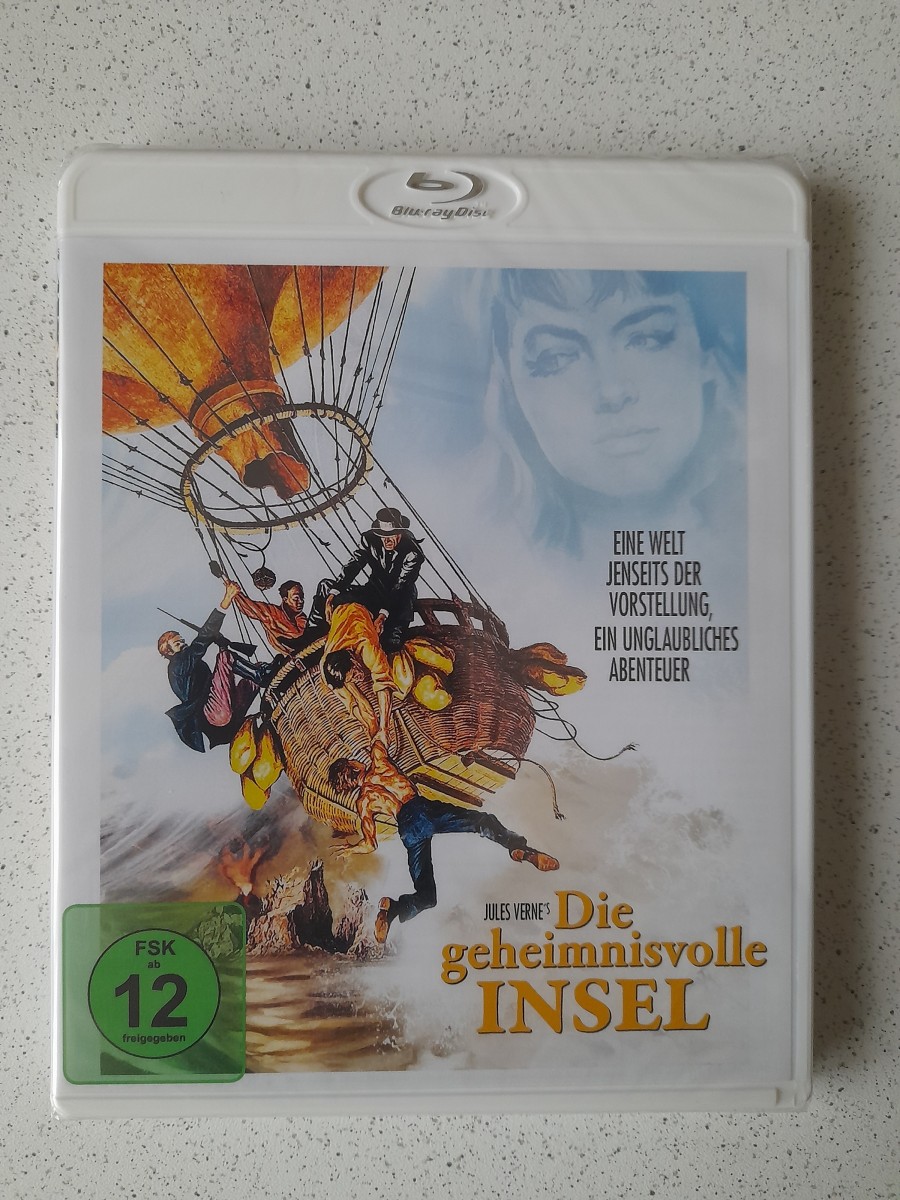 Blu-ray Disc
EINE WELT
JENSEITS DER
VORSTELLUNG,
EIN UNGLAUBLICHES
ABENTEUER
JULES VERNE'S Die
geheimnisvolle
INSEL
FSK
ab
12
freigegeben